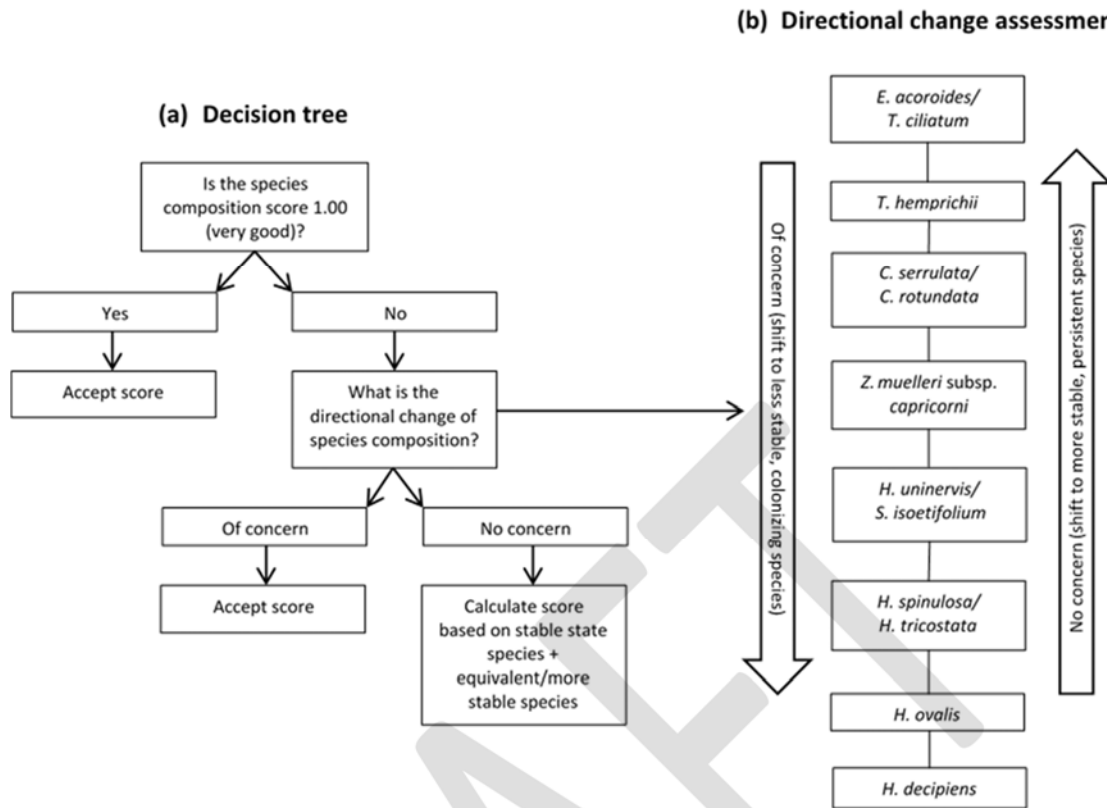 (b) Directional change assessmen
(a) Decision tree
Is the species
composition score 1.00
(very good)?
Yes
No
Accept score
What is the
directional change of
species composition?
Of concern
No concern
Accept score
Calculate score
based on stable state
species +
equivalent/more
stable species
Of concern (shift to less stable, colonizing species)
E. acoroides/
T. ciliatum
T. hemprichii
C. serrulata/
C. rotundata
Z. muelleri subsp.
capricorni
H. uninervis/
S. isoetifolium
H. spinulosa/
H. tricostata
H. ovalis
H. decipiens
No concern (shift to more stable, persistent species)